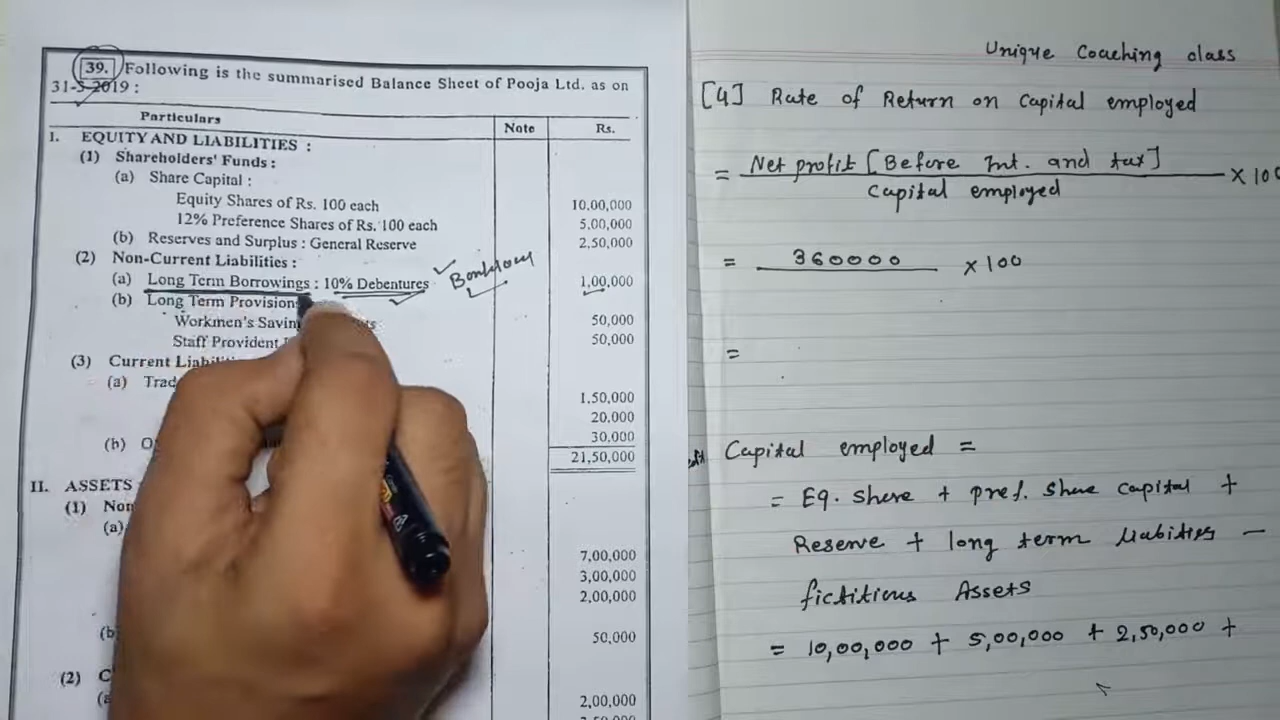 39. Following is the summarised Balance Sheet of Pooja Ltd. as on
31-3-2019 :
Particulars Note Rs.
I. EQUITY AND LIABILITIES :
(1) Shareholders' Funds :
(a) Share Capital :
Equity Shares of Rs. 100 each 10,00,000
12% Preference Shares of Rs. 100 each 5,00,000
(b) Reserves and Surplus : General Reserve 2,50,000
(2) Non-Current Liabilities :
(a) Long Term Borrowings : 10% Debentures 1,00,000
(b) Long Term Provision
Workmen's Savin 50,000
Staff Provident 50,000
(3) Current Liabili
(a) Trad
1,50,000
20,000
(b) O 30,000
21,50,000
II. ASSETS
(1) Non
(a)
7,00,000
3,00,000
2,00,000
(b) 50,000
(2) C
(a 2,00,000
Unique Coaching class
[4] Rate of Return on Capital employed
= Net profit [Before Int. and tax] / Capital employed × 100
= 360000 × 100
=
Capital employed =
= Eq. shere + pref. shere capital +
Reserve + long term liabities –
fictitious Assets
= 10,00,000 + 5,00,000 + 2,50,000 +